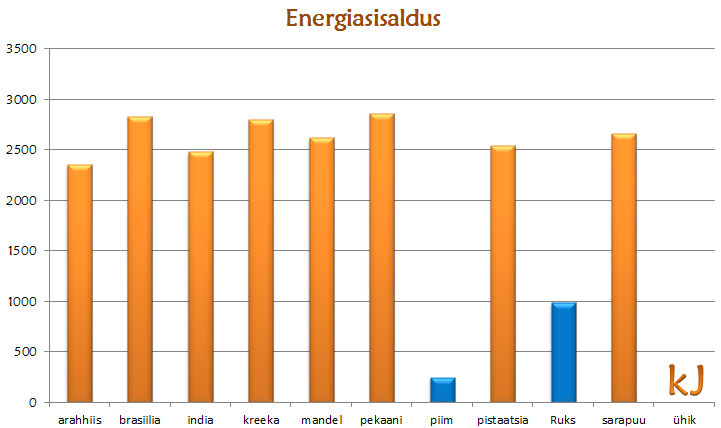 Energiasisaldus
3500
3000
2500
2000
1500
1000
500
0
kJ
arahhiis brasiilia india kreeka mandel pekaani piim pistaatsia Ruks sarapuu ühik